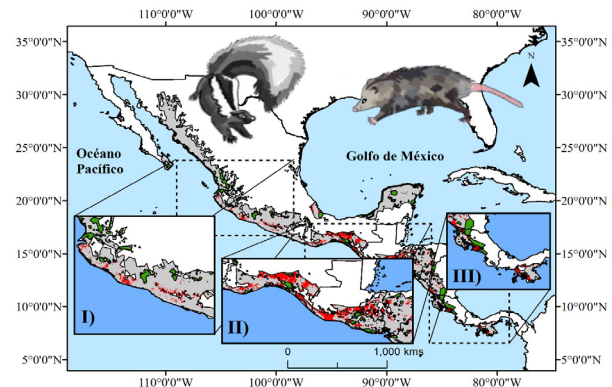 110°0'0"W 100°0'0"W 90°0'0"W 80°0'0"W
35°0'0"N 35°0'0"N
N
30°0'0"N 30°0'0"N
Océano
Pacífico
Golfo de México
25°0'0"N 25°0'0"N
20°0'0"N 20°0'0"N
15°0'0"N 15°0'0"N
10°0'0"N 10°0'0"N
I) II) III)
0 1,000 kms
5°0'0"N 5°0'0"N
110°0'0"W 100°0'0"W 90°0'0"W 80°0'0"W